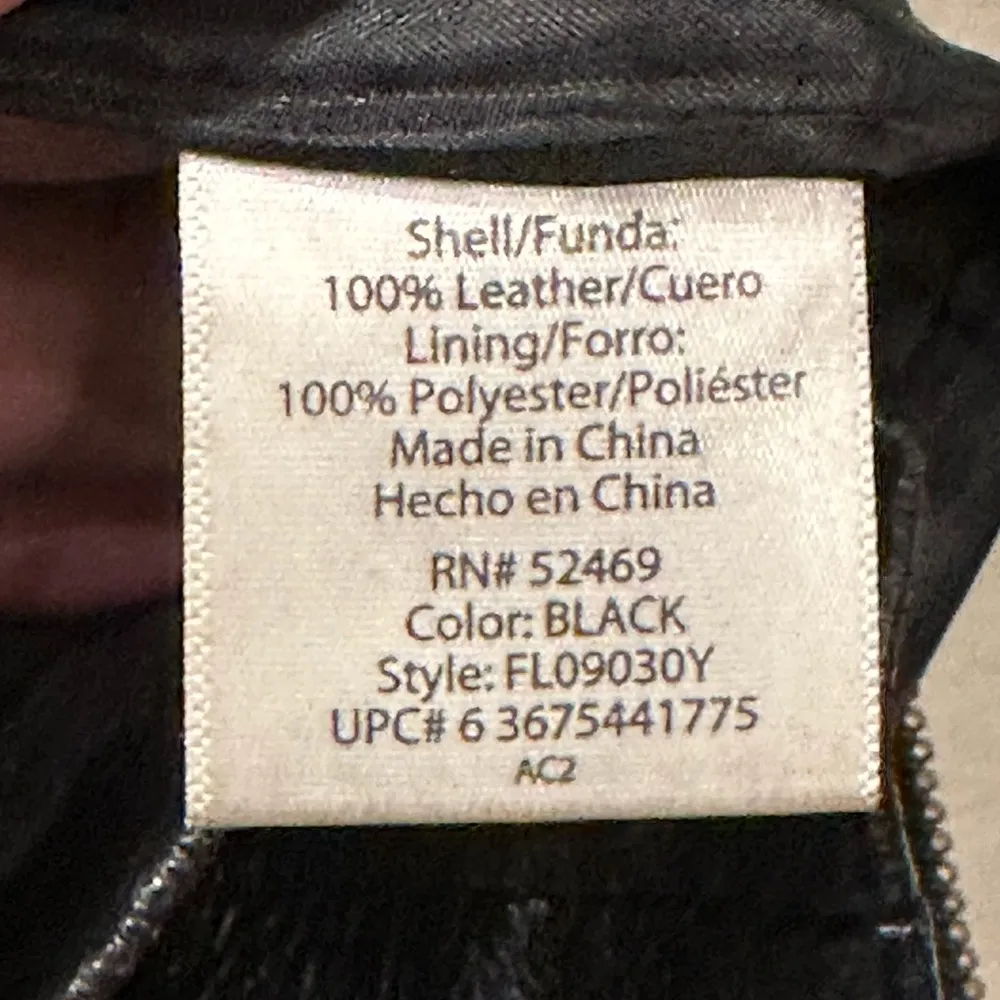 Shell/Funda:
100% Leather/Cuero
Lining/Forro:
100% Polyester/Poliéster
Made in China
Hecho en China
RN# 52469
Color: BLACK
Style: FL09030Y
UPC# 6 3675441775
AC2